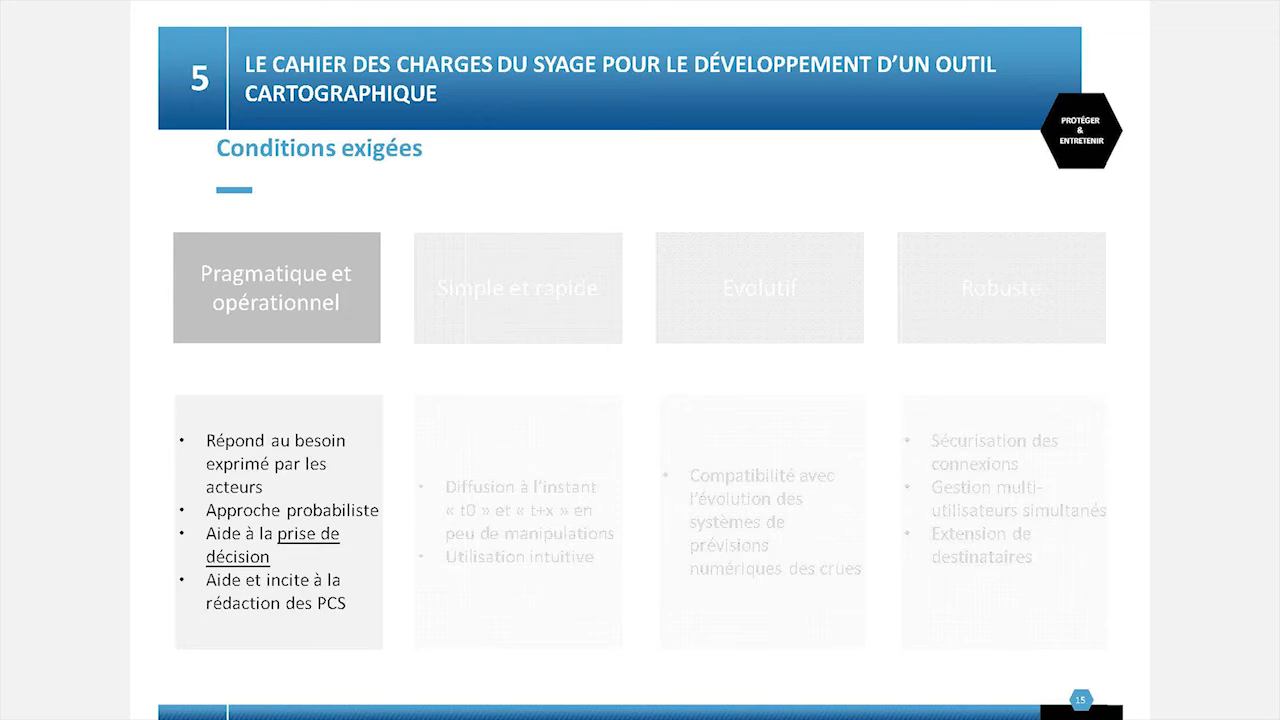 5
LE CAHIER DES CHARGES DU SYAGE POUR LE DÉVELOPPEMENT D’UN OUTIL
CARTOGRAPHIQUE
PROTÉGER
&
ENTRETENIR
Conditions exigées
Pragmatique et
opérationnel
Simple et rapide
Evolutif
Robuste
• Répond au besoin
exprimé par les
acteurs
• Approche probabiliste
• Aide à la prise de
décision
• Aide et incite à la
rédaction des PCS
• Diffusion à l’instant
« t0 » et « t+x » en
peu de manipulations
• Utilisation intuitive
• Compatibilité avec
l’évolution des
systèmes de
prévisions
numériques des crues
• Sécurisation des
connexions
• Gestion multi-
utilisateurs simultanés
• Extension de
destinataires
15